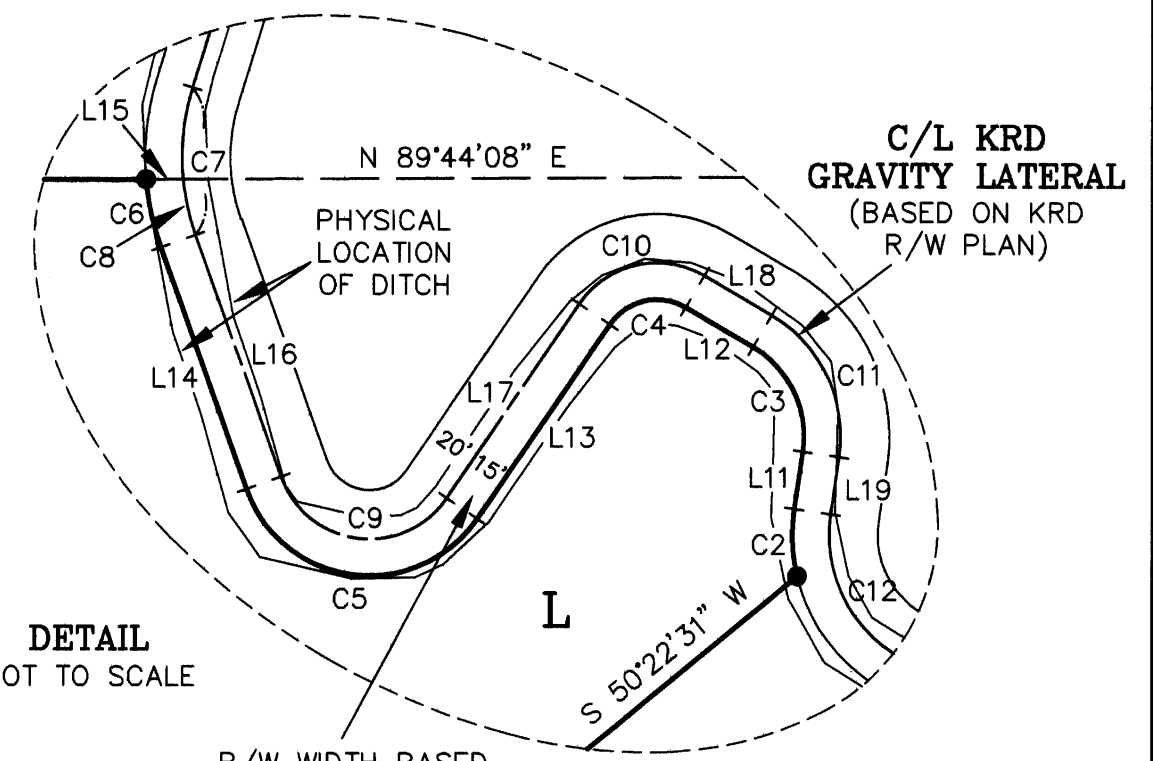 L15
C7
N 89°44'08" E
C/L KRD
GRAVITY LATERAL
(BASED ON KRD
R/W PLAN)
C6
C8
PHYSICAL
LOCATION
OF DITCH
C10
L18
C4
L12
L16
L14
L17
C11
C3
L13
20'
15'
L11
L19
C9
C2
C5
C12
L
S 50°22'31" W
DETAIL
OT TO SCALE
R/W WIDTH BASED